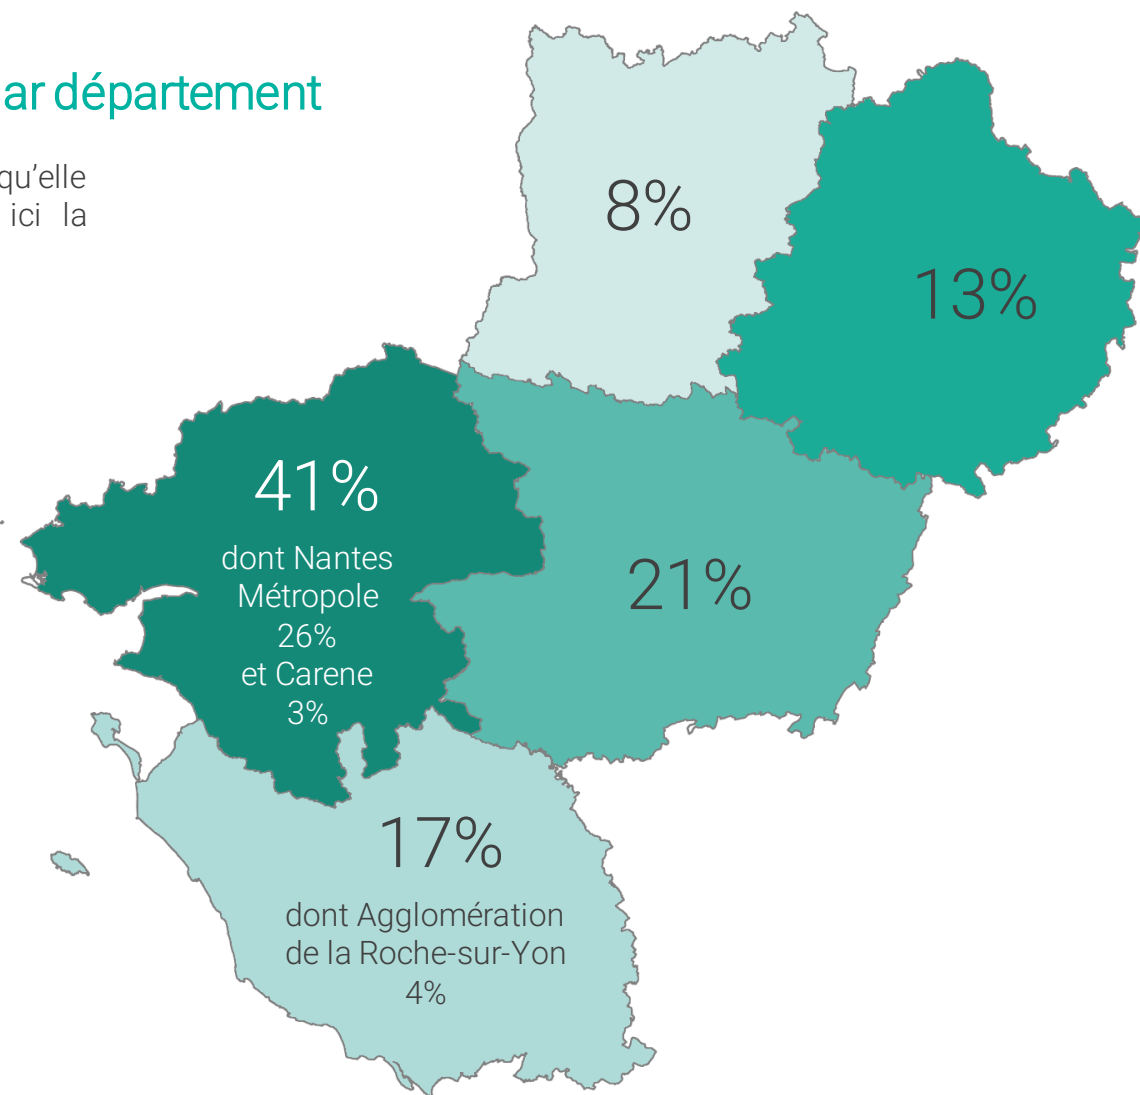 ar département
qu’elle
ici la
8%
13%
41%
dont Nantes
Métropole
26%
et Carene
3%
21%
17%
dont Agglomération
de la Roche-sur-Yon
4%